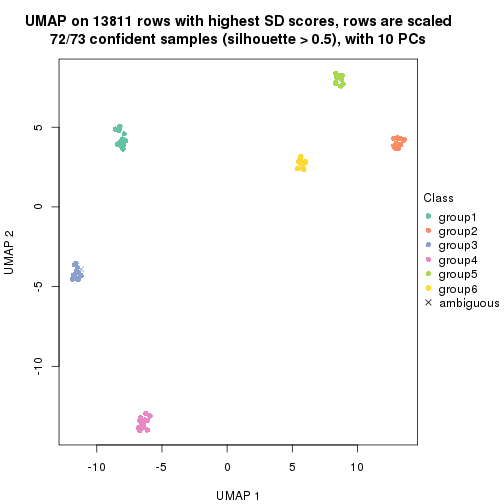 UMAP on 13811 rows with highest SD scores, rows are scaled
72/73 confident samples (silhouette > 0.5), with 10 PCs
5
0
-5
-10
UMAP 2
-10
-5
0
5
10
UMAP 1
Class
group1
group2
group3
group4
group5
group6
ambiguous